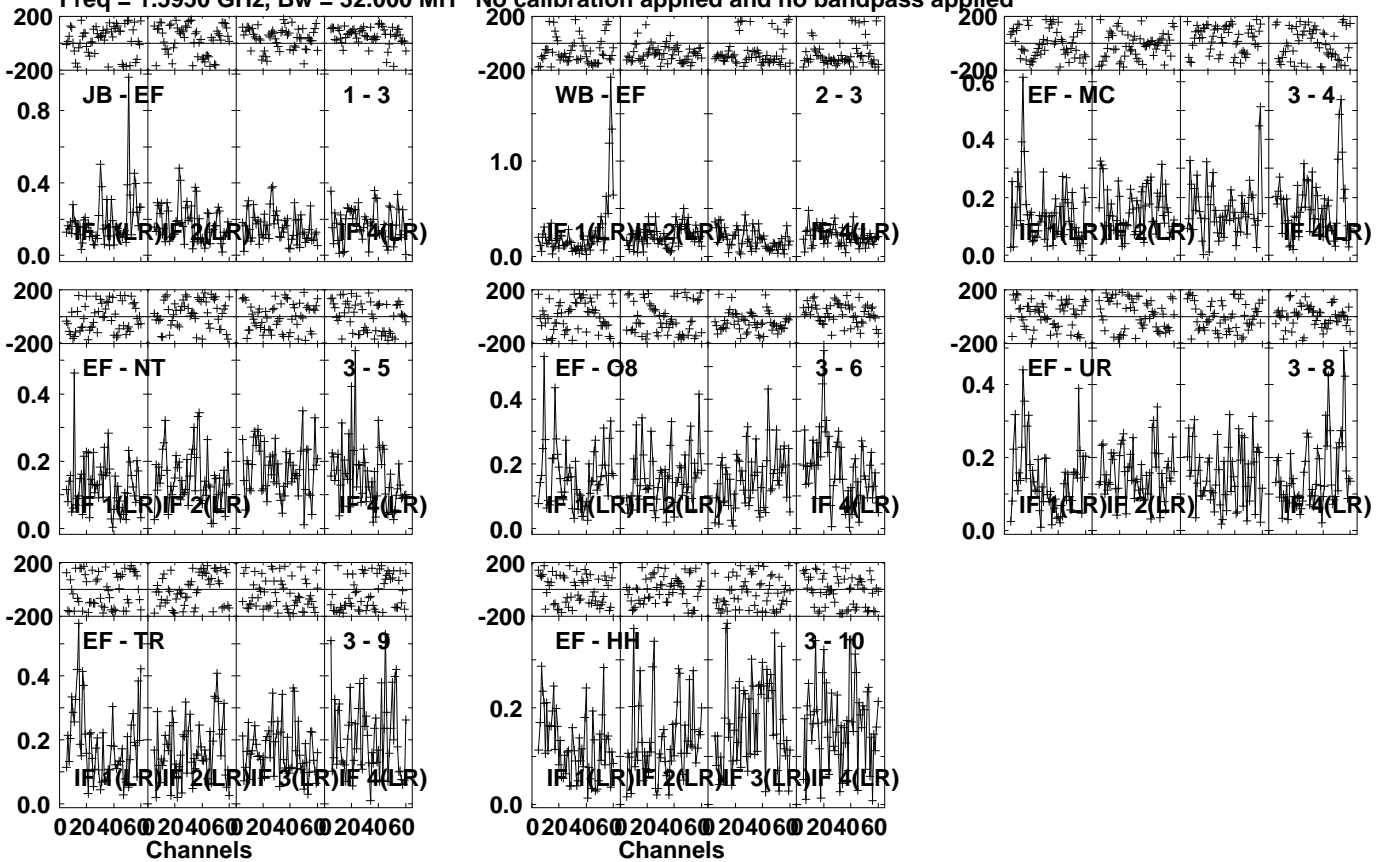 Freq = 1.5950 GHz, Bw = 32.000 MH No calibration applied and no bandpass applied
200 200 200
-200 -200 -200
JB - EF 1 - 3 WB - EF 2 - 3 EF - MC 3 - 4
0.8 0.4 0.0
1.0 0.0
0.6 0.4 0.2 0.0
IF 1(LR) IF 2(LR) IF 4(LR) IF 1(LR) IF 2(LR) IF 4(LR) IF 1(LR) IF 2(LR) IF 4(LR)
200 200 200
-200 -200 -200
EF - NT 3 - 5 EF - O8 3 - 6 EF - UR 3 - 8
0.4 0.2 0.0
0.4 0.2 0.0
0.4 0.2 0.0
IF 1(LR) IF 2(LR) IF 4(LR) IF 1(LR) IF 2(LR) IF 4(LR) IF 1(LR) IF 2(LR) IF 4(LR)
200 200
-200 -200
EF - TR 3 - 9 EF - HH 3 - 10
0.4 0.2 0.0
0.2 0.0
IF 1(LR) IF 2(LR) IF 3(LR) IF 4(LR) IF 1(LR) IF 2(LR) IF 3(LR) IF 4(LR)
0 20 40 60 0 20 40 60 0 20 40 60 0 20 40 60 0 20 40 60 0 20 40 60 0 20 40 60 0 20 40 60
Channels Channels